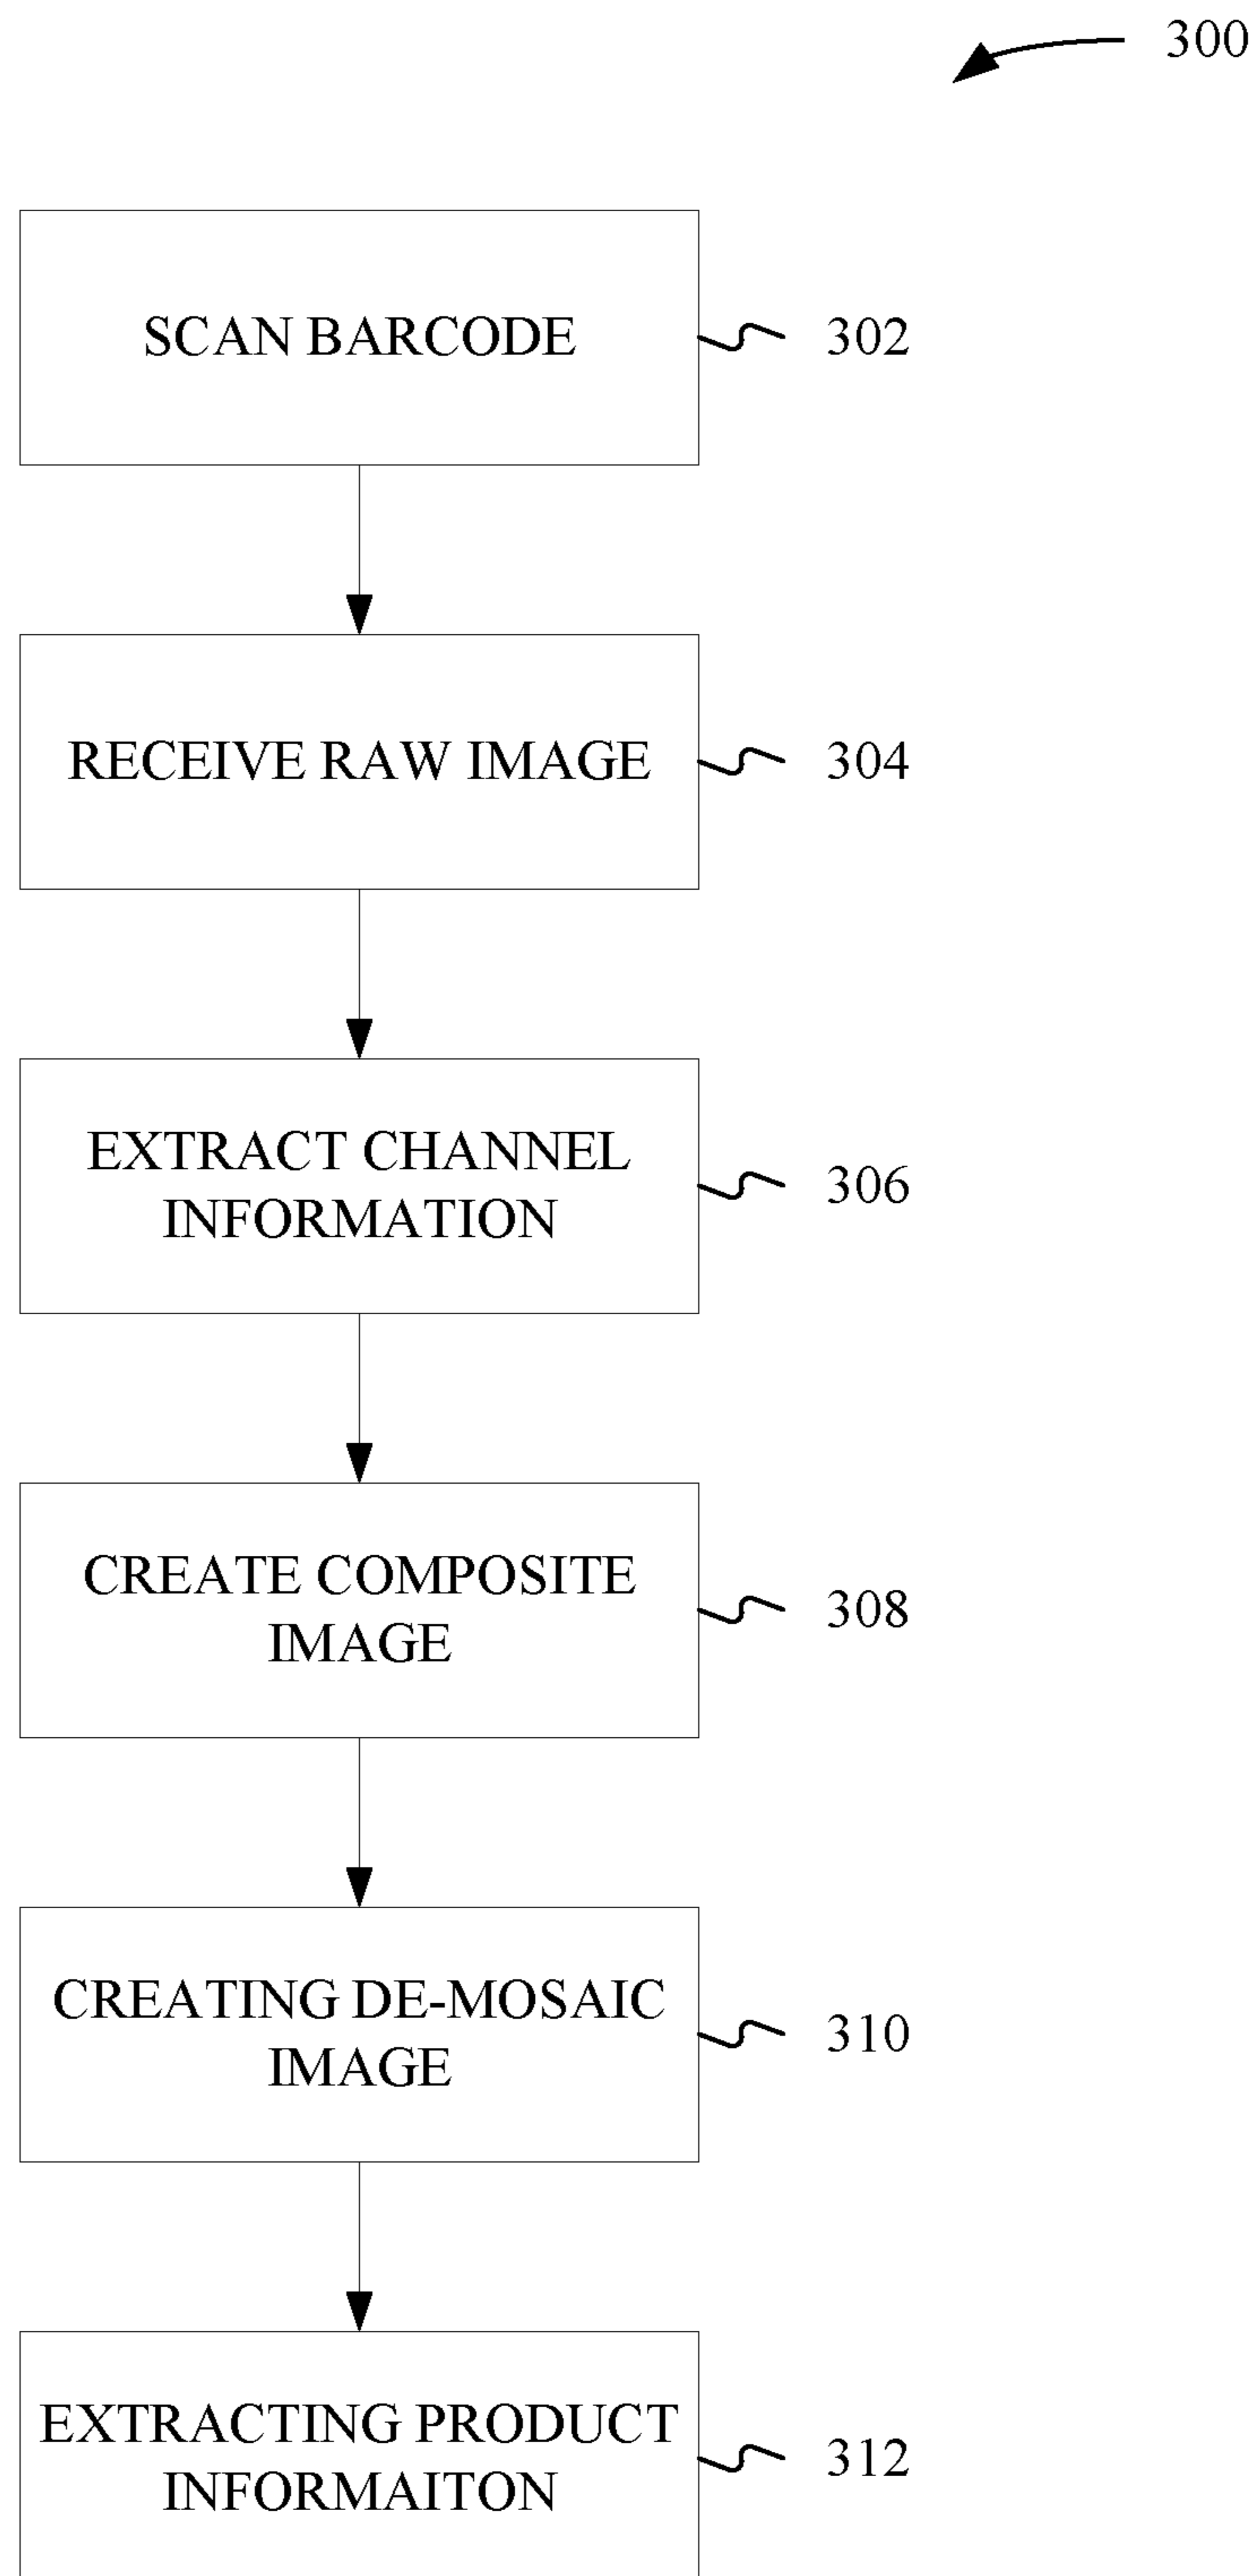 300
SCAN BARCODE
302
RECEIVE RAW IMAGE
304
EXTRACT CHANNEL
INFORMATION
306
CREATE COMPOSITE
IMAGE
308
CREATING DE-MOSAIC
IMAGE
310
EXTRACTING PRODUCT
INFORMAITON
312